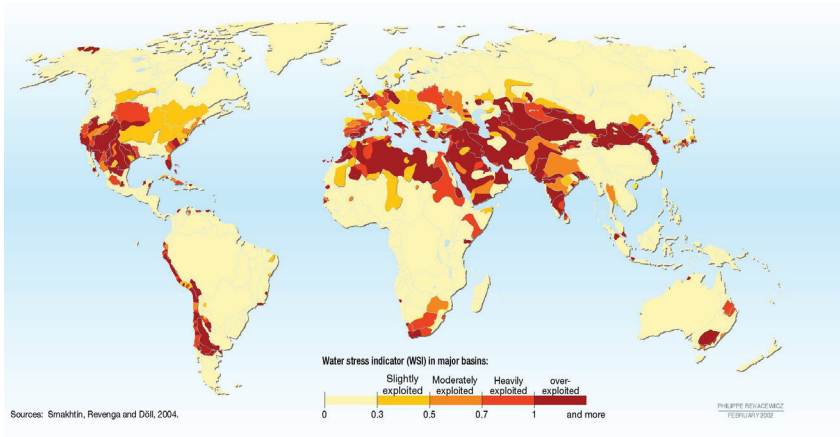 Water stress indicator (WSI) in major basins:
Slightly exploited
Moderately exploited
Heavily exploited
over-exploited
0 0.3 0.5 0.7 1 and more
Sources: Smakhtin, Revenga and Döll, 2004.
PHILIPPE REKACEWICZ
FEBRUARY 2002